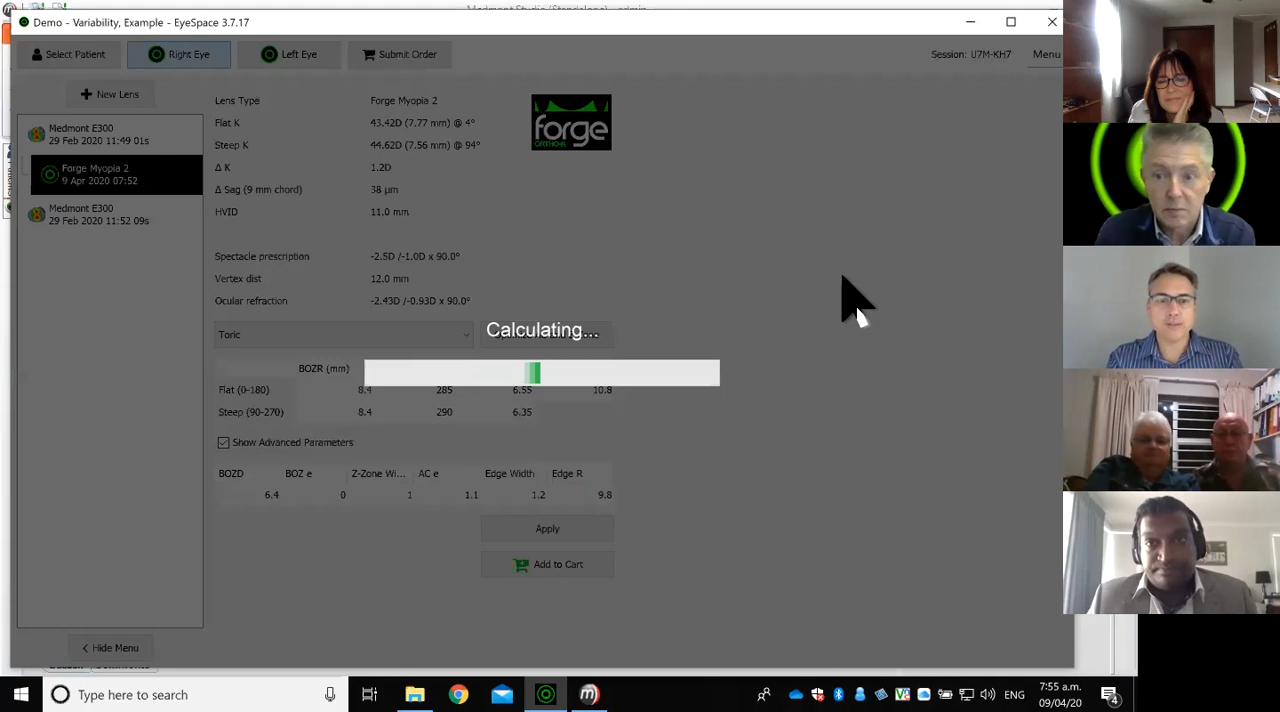 Medmont Studio (Standalone) - admin
Demo - Variability, Example - EyeSpace 3.7.17
Select Patient
Right Eye
Left Eye
Submit Order
Session: U7M-KH7
Menu
New Lens
Medmont E300
29 Feb 2020 11:49 01s
Forge Myopia 2
9 Apr 2020 07:52
Medmont E300
29 Feb 2020 11:52 09s
Lens Type Forge Myopia 2
Flat K 43.42D (7.77 mm) @ 4°
Steep K 44.62D (7.56 mm) @ 94°
Δ K 1.2D
Δ Sag (9 mm chord) 38 μm
HVID 11.0 mm
forge
ORTHO-K
Spectacle prescription -2.5D /-1.0D x 90.0°
Vertex dist 12.0 mm
Ocular refraction -2.43D /-0.93D x 90.0°
Toric
Calculating...
BOZR (mm)
Flat (0-180) 8.4 285 6.55 10.8
Steep (90-270) 8.4 290 6.35
Show Advanced Parameters
BOZD BOZ e Z-Zone Wi... AC e Edge Width Edge R
6.4 0 1 1.1 1.2 9.8
Apply
Add to Cart
Hide Menu
Type here to search
ENG
7:55 a.m.
09/04/20
4